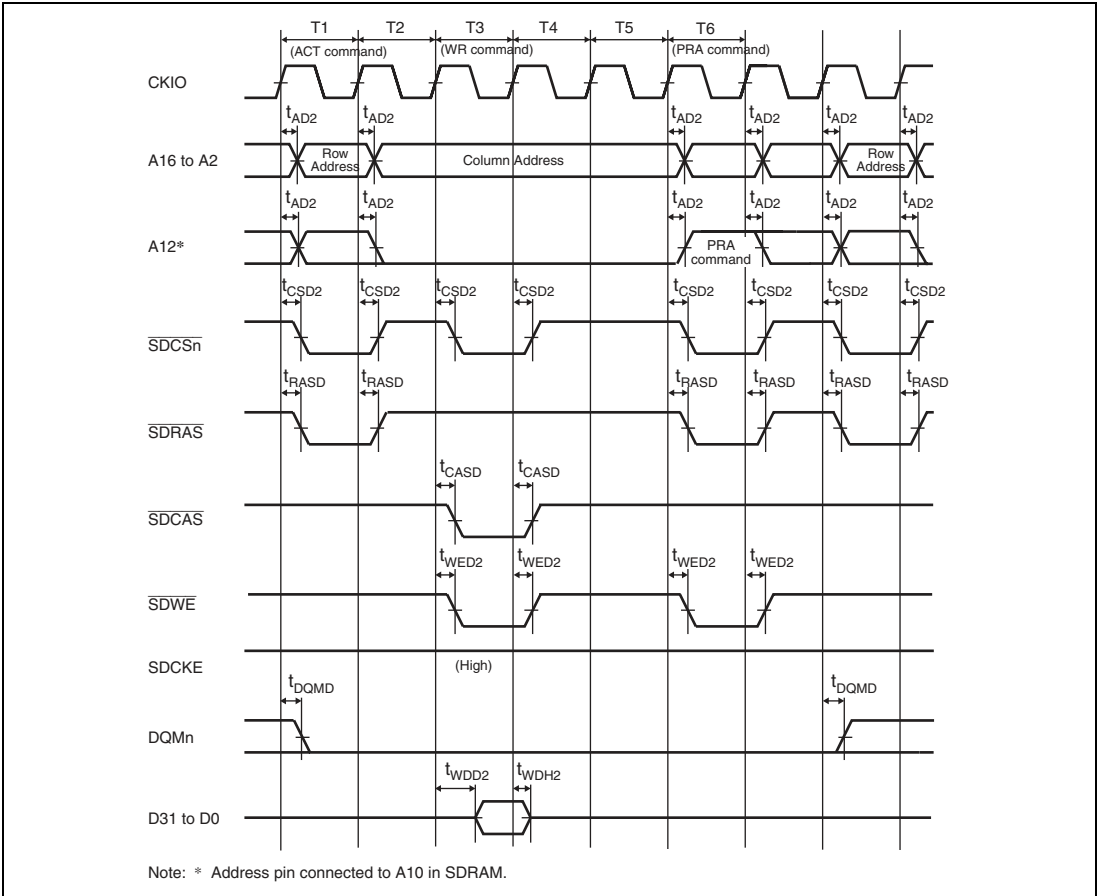 T1 T2 T3 T4 T5 T6
(ACT command) (WR command) (PRA command)
CKIO
tAD2 tAD2 tAD2 tAD2 tAD2 tAD2
A16 to A2 Row Address Column Address Row Address
tAD2 tAD2 tAD2 tAD2 tAD2 tAD2
A12* PRA command
tCSD2 tCSD2 tCSD2 tCSD2 tCSD2 tCSD2 tCSD2 tCSD2
SDCSn
tRASD tRASD tRASD tRASD tRASD tRASD
SDRAS
tCASD tCASD
SDCAS
tWED2 tWED2 tWED2 tWED2
SDWE
SDCKE (High)
tDQMD tDQMD
DQMn
tWDD2 tWDH2
D31 to D0
Note: * Address pin connected to A10 in SDRAM.